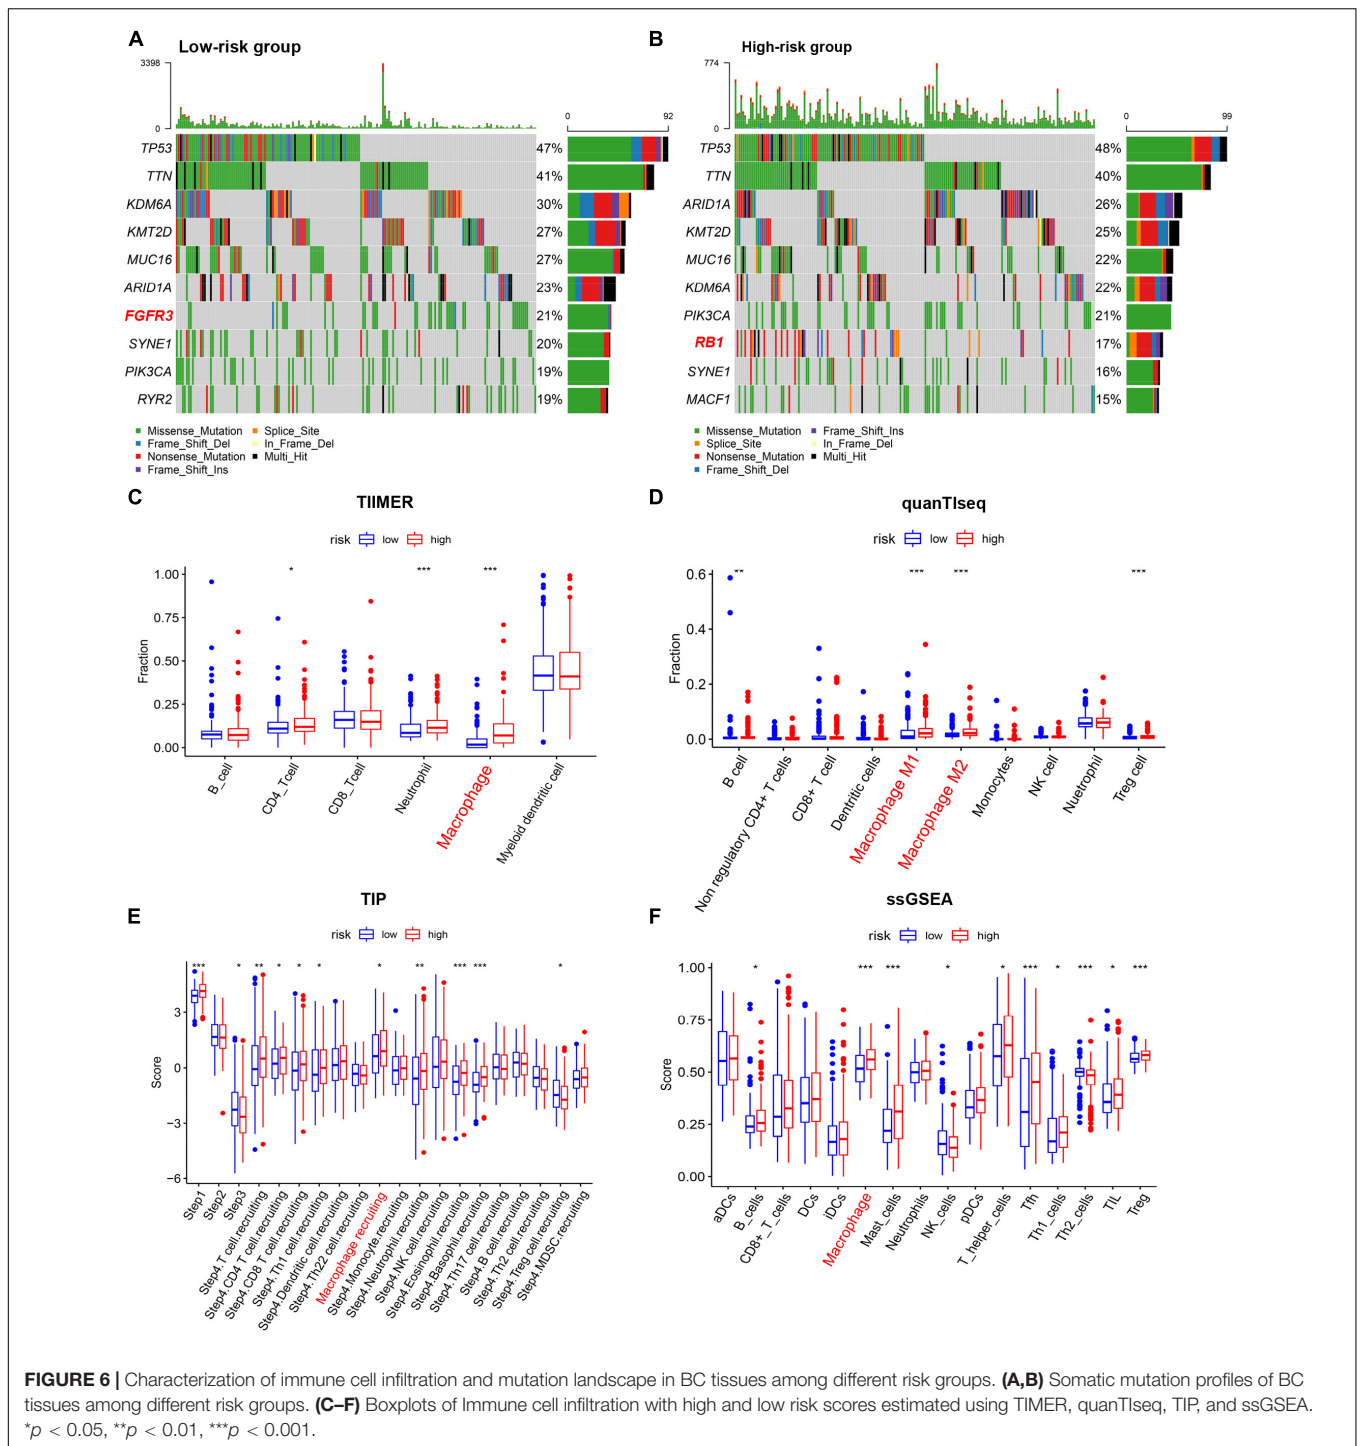 A
Low-risk group
3398
0
0
92
TP53
47%
TTN
41%
KDM6A
30%
KMT2D
27%
MUC16
27%
ARID1A
23%
FGFR3
21%
SYNE1
20%
PIK3CA
19%
RYR2
19%
Missense_Mutation
Splice_Site
Frame_Shift_Del
In_Frame_Del
Nonsense_Mutation
Multi_Hit
Frame_Shift_Ins
B
High-risk group
774
0
0
99
TP53
48%
TTN
40%
ARID1A
26%
KMT2D
25%
MUC16
22%
KDM6A
22%
PIK3CA
21%
RB1
17%
SYNE1
16%
MACF1
15%
Missense_Mutation
Frame_Shift_Ins
Splice_Site
In_Frame_Del
Nonsense_Mutation
Multi_Hit
Frame_Shift_Del
C
TIIMER
risk low high
* *** ***
1.00
0.75
0.50
0.25
0.00
Fraction
B_cell
CD4_Tcell
CD8_Tcell
Neutrophil
Macrophage
Myeloid dendritic cell
D
quanTIseq
risk low high
** *** *** ***
0.6
0.4
0.2
0.0
Fraction
B cell
Non regulatory CD4+ T cells
CD8+ T cell
Dentritic cells
Macrophage M1
Macrophage M2
Monocytes
NK cell
Nuetrophil
Treg cell
E
TIP
risk low high
*** * ** * * * * ** *** *** *
3
0
−3
−6
Score
Step1
Step2
Step3
Step4.T cell.recruiting
Step4.CD4 T cell.recruiting
Step4.CD8 T cell.recruiting
Step4.Th1 cell.recruiting
Step4.Dendritic cell.recruiting
Step4.Th22 cell.recruiting
Macrophage recruiting
Step4.Monocyte.recruiting
Step4.Neutrophil.recruiting
Step4.NK cell.recruiting
Step4.Eosinophil.recruiting
Step4.Basophil.recruiting
Step4.Th17 cell.recruiting
Step4.B cell.recruiting
Step4.Th2 cell.recruiting
Step4.Treg cell.recruiting
Step4.MDSC.recruiting
F
ssGSEA
risk low high
* *** *** * * *** * *** * ***
1.00
0.75
0.50
0.25
0.00
Score
aDCs
B_cells
CD8+_T_cells
DCs
iDCs
Macrophage
Mast_cells
Neutrophils
NK_cells
pDCs
T_helper_cells
Tfh
Th1_cells
Th2_cells
TIL
Treg
FIGURE 6 | Characterization of immune cell infiltration and mutation landscape in BC tissues among different risk groups. (A,B) Somatic mutation profiles of BC
tissues among different risk groups. (C–F) Boxplots of Immune cell infiltration with high and low risk scores estimated using TIMER, quanTIseq, TIP, and ssGSEA.
*p < 0.05, **p < 0.01, ***p < 0.001.